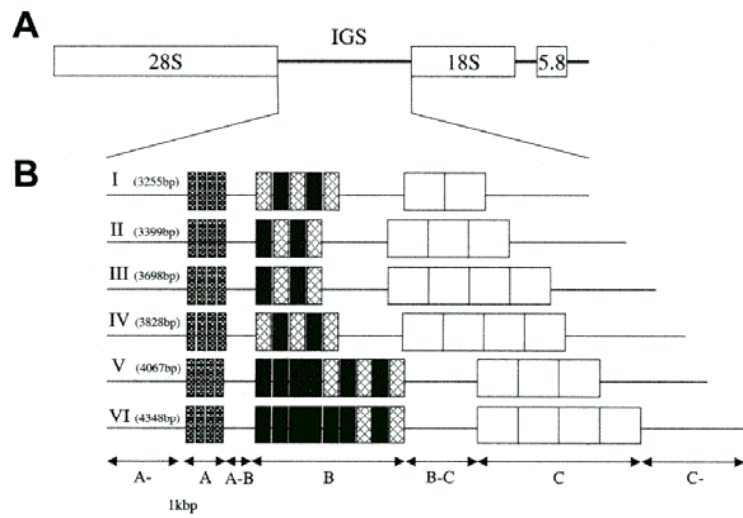 A
IGS
28S 18S 5.8
B
I (3255bp)
II (3399bp)
III (3698bp)
IV (3828bp)
V (4067bp)
VI (4348bp)
A- A A-B B B-C C C-
1kbp